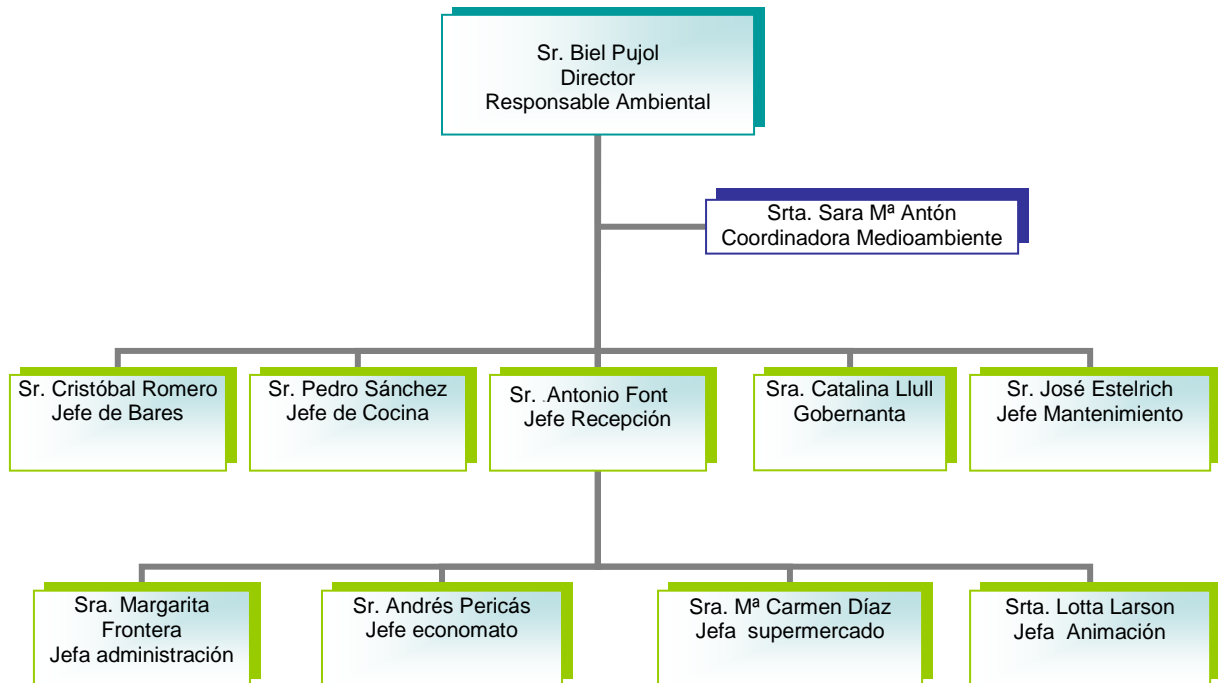 Sr. Biel Pujol
Director
Responsable Ambiental
Srta. Sara Mª Antón
Coordinadora Medioambiente
Sr. Cristóbal Romero
Jefe de Bares
Sr. Pedro Sánchez
Jefe de Cocina
Sr. Antonio Font
Jefe Recepción
Sra. Catalina Llull
Gobernanta
Sr. José Estelrich
Jefe Mantenimiento
Sra. Margarita
Frontera
Jefa administración
Sr. Andrés Pericás
Jefe economato
Sra. Mª Carmen Díaz
Jefa supermercado
Srta. Lotta Larson
Jefa Animación